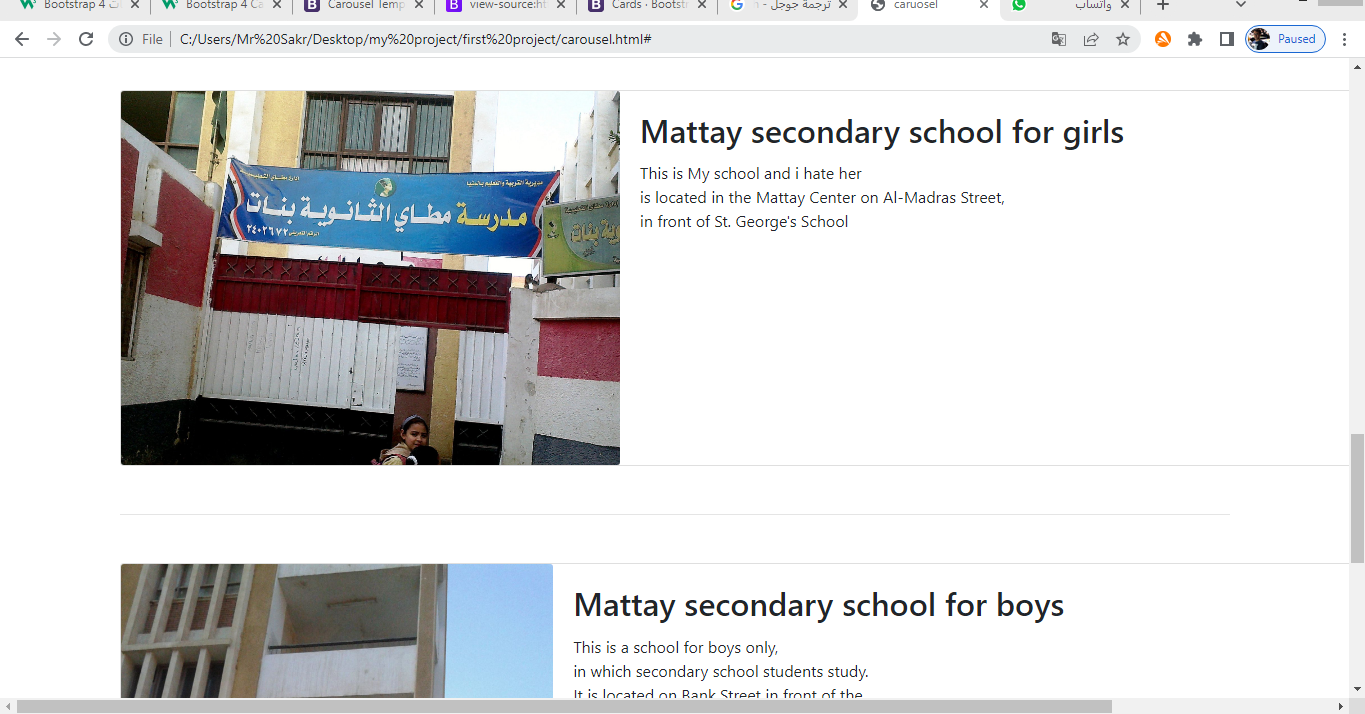 Bootstrap 4 Ca
Carousel Temp
view-source:ht
Cards · Bootstr
ترجمة جوجل -
caruosel
واتساب
File
C:/Users/Mr%20Sakr/Desktop/my%20project/first%20project/carousel.html#
Paused
مديرية التربية والتعليم بالمنيا
مدرسة مطاي الثانوية بنات
Mattay secondary school for girls
This is My school and i hate her
is located in the Mattay Center on Al-Madras Street,
in front of St. George's School
Mattay secondary school for boys
This is a school for boys only,
in which secondary school students study.
It is located on Bank Street in front of the